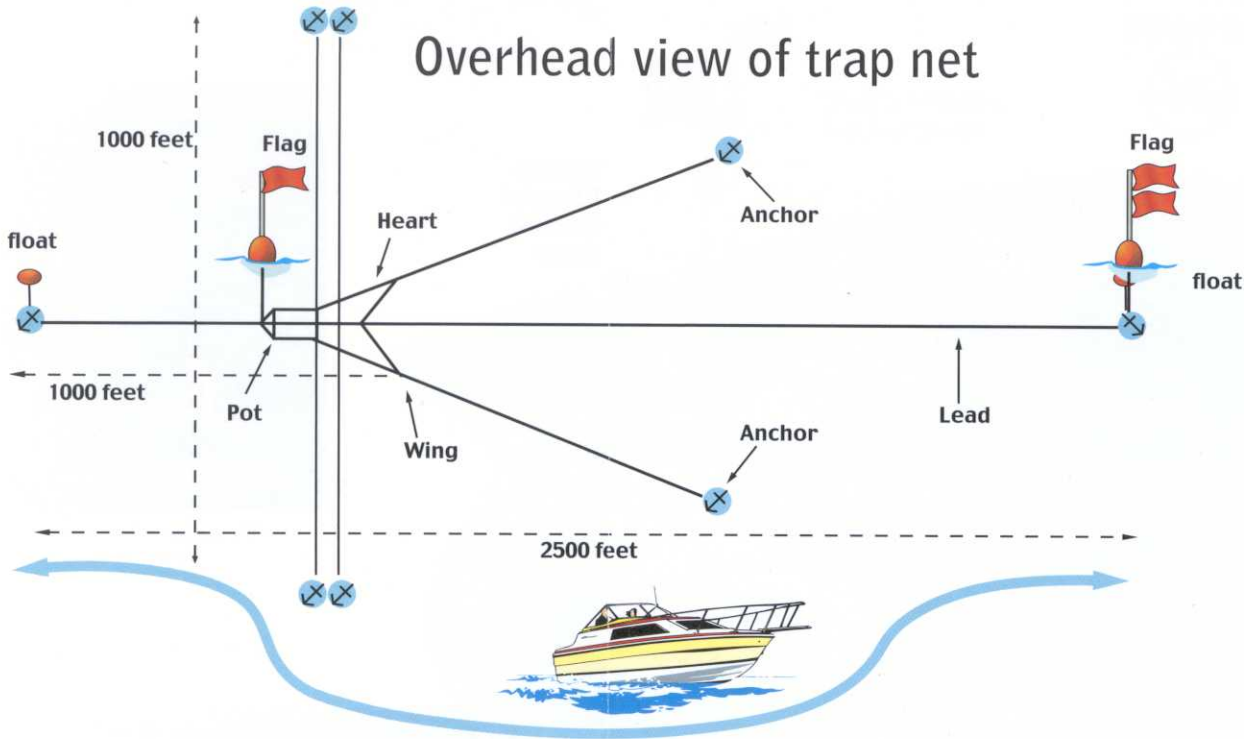 Overhead view of trap net
1000 feet
Flag
Flag
Anchor
Heart
float
float
1000 feet
Pot
Lead
Anchor
Wing
2500 feet